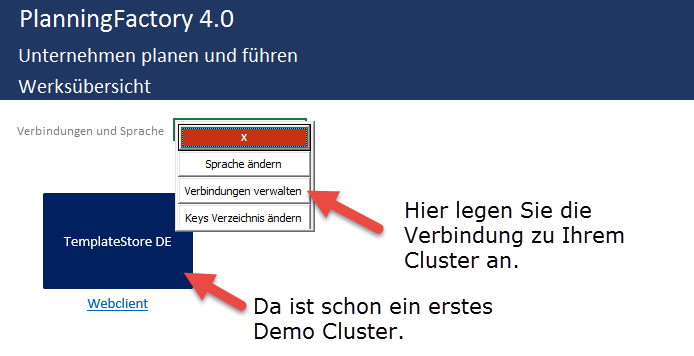 PlanningFactory 4.0
Unternehmen planen und führen
Werksübersicht
Verbindungen und Sprache
X
Sprache ändern
Verbindungen verwalten
Keys Verzeichnis ändern
Hier legen Sie die
Verbindung zu Ihrem
Cluster an.
TemplateStore DE
Webclient
Da ist schon ein erstes
Demo Cluster.